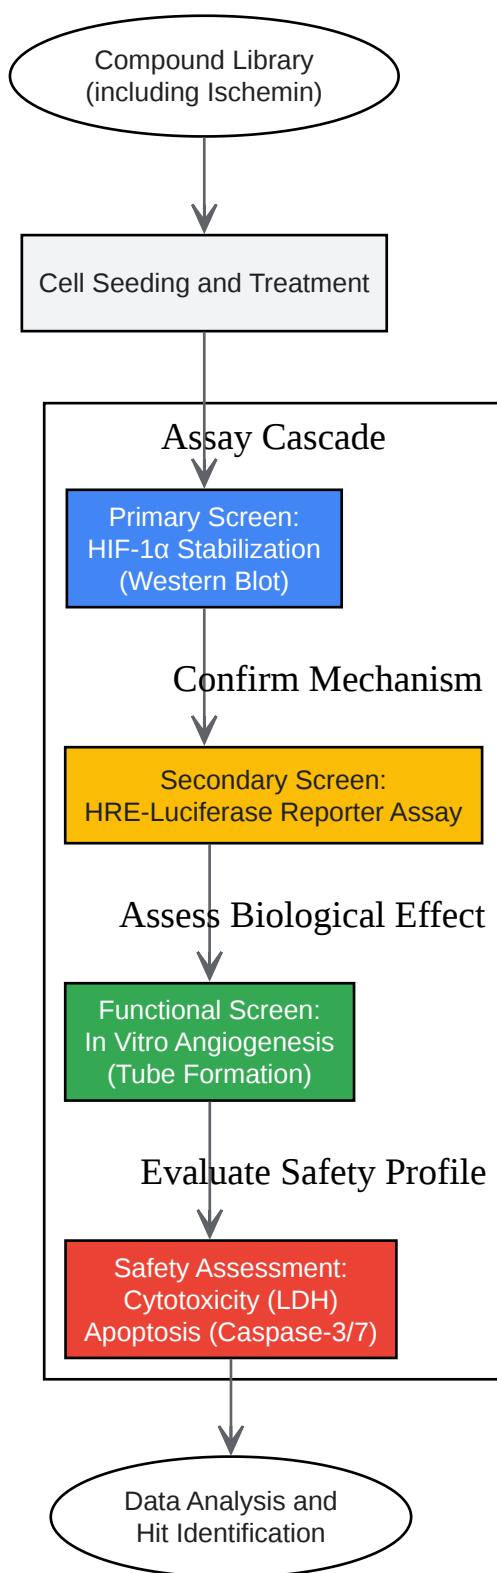 Compound Library
(including Ischemin)
Cell Seeding and Treatment
Assay Cascade
Primary Screen:
HIF-1α Stabilization
(Western Blot)
Confirm Mechanism
Secondary Screen:
HRE-Luciferase Reporter Assay
Assess Biological Effect
Functional Screen:
In Vitro Angiogenesis
(Tube Formation)
Evaluate Safety Profile
Safety Assessment:
Cytotoxicity (LDH)
Apoptosis (Caspase-3/7)
Data Analysis and
Hit Identification